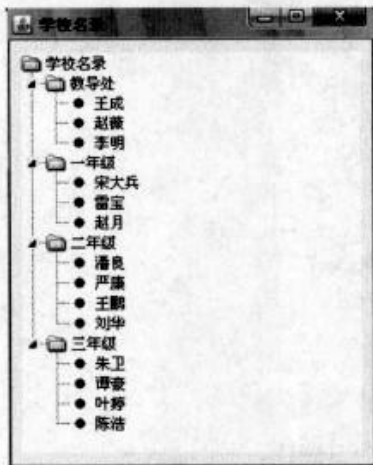 学校名录
学校名录
教导处
王成
赵薇
李明
一年级
宋大兵
雷宝
赵月
二年级
潘良
严康
王鹏
刘华
三年级
朱卫
谭豪
叶婷
陈浩